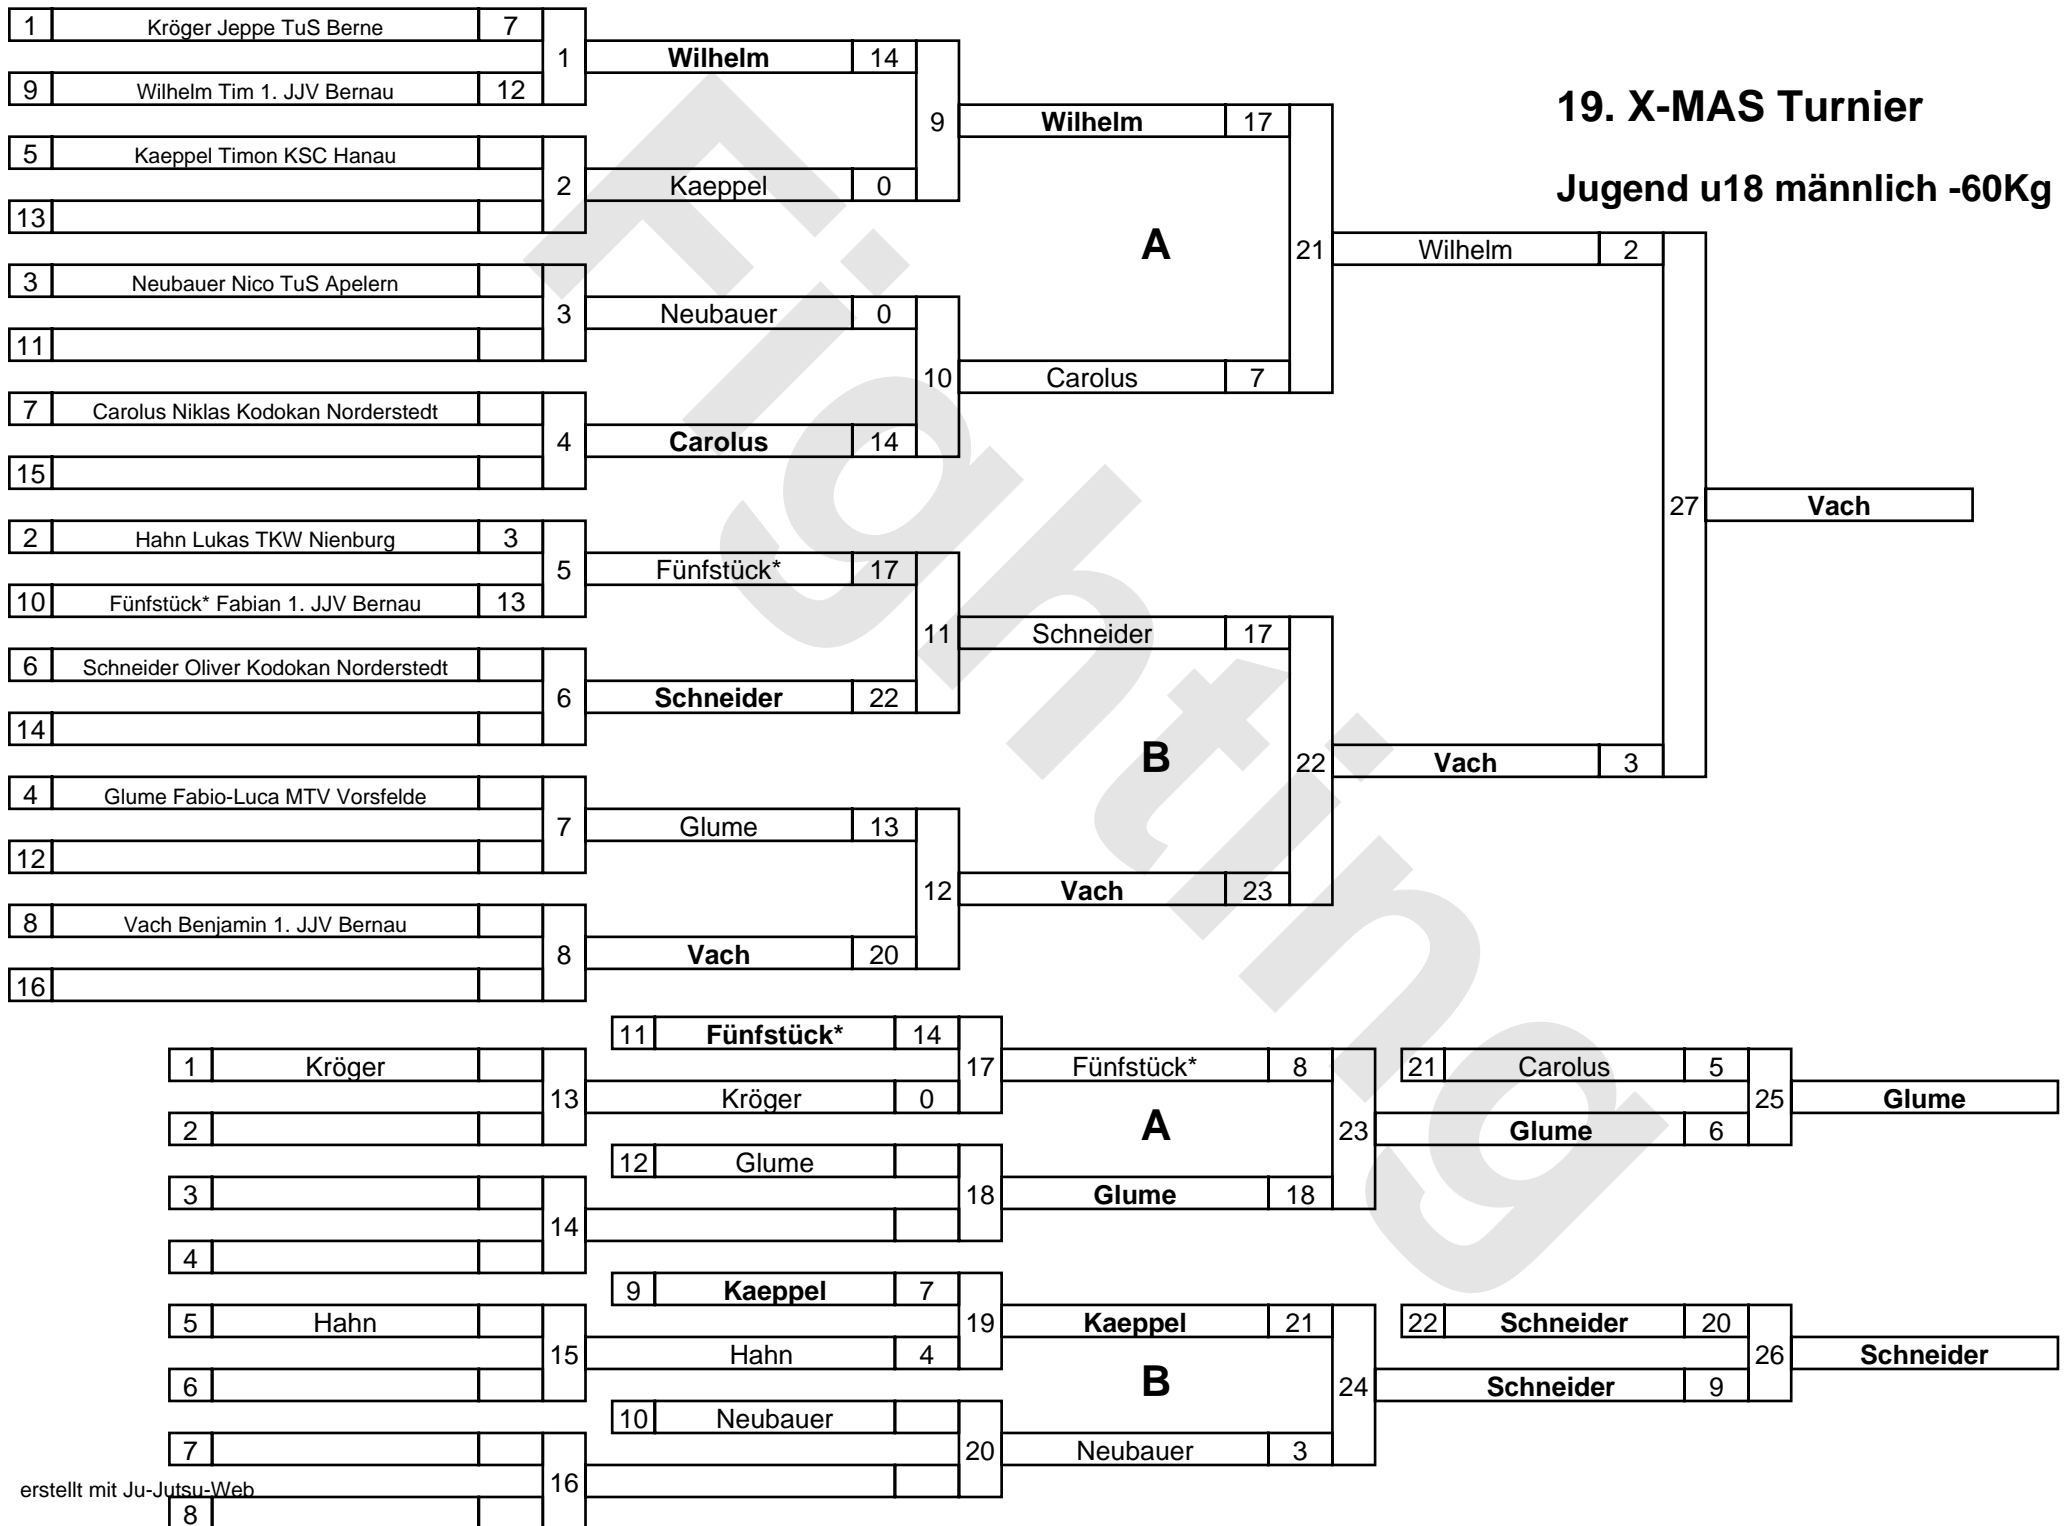 19. X-MAS Turnier
Jugend u18 männlich -60Kg
1 Kröger Jeppe TuS Berne 7
9 Wilhelm Tim 1. JJV Bernau 12
5 Kaeppel Timon KSC Hanau
13
3 Neubauer Nico TuS Apelern
11
7 Carolus Niklas Kodokan Norderstedt
15
2 Hahn Lukas TKW Nienburg 3
10 Fünfstück* Fabian 1. JJV Bernau 13
6 Schneider Oliver Kodokan Norderstedt
14
4 Glume Fabio-Luca MTV Vorsfelde
12
8 Vach Benjamin 1. JJV Bernau
16
1 Wilhelm 14
2 Kaeppel 0
3 Neubauer 0
4 Carolus 14
5 Fünfstück* 17
6 Schneider 22
7 Glume 13
8 Vach 20
9 Wilhelm 17
A
10 Carolus 7
11 Schneider 17
B
12 Vach 23
21 Wilhelm 2
22 Vach 3
27 Vach
Fighting
1 Kröger
2
3
4
5 Hahn
6
7
8
11 Fünfstück* 14
13 Kröger 0
12 Glume
14
9 Kaeppel 7
15 Hahn 4
10 Neubauer
16
17 Fünfstück* 8
A
18 Glume 18
19 Kaeppel 21
B
20 Neubauer 3
21 Carolus 5
23 Glume 6
22 Schneider 20
24 Schneider 9
25 Glume
26 Schneider
erstellt mit Ju-Jutsu-Web